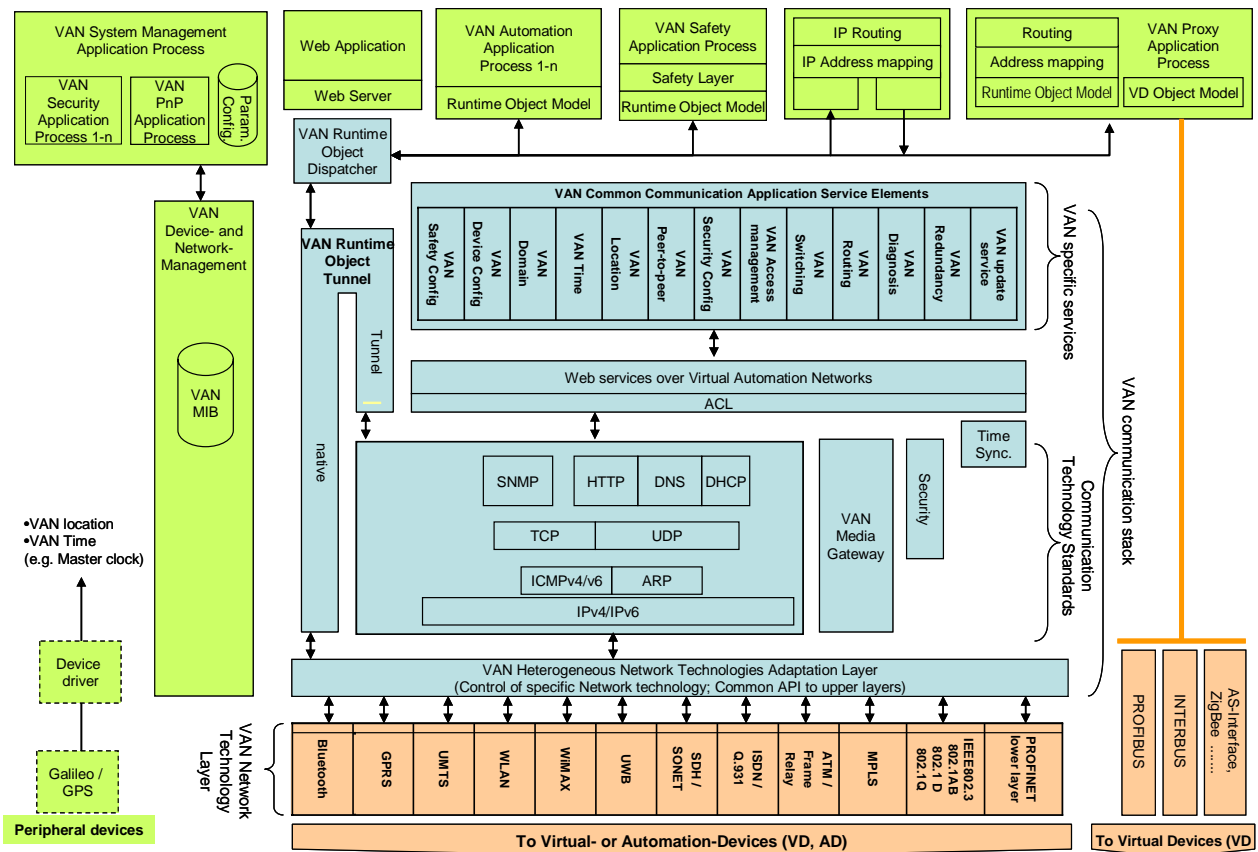 VAN System Management
Application Process
VAN
Security
Application
Process 1-n
VAN
PnP
Application
Process
Param.
Config.
Web Application
Web Server
VAN Automation
Application
Process 1-n
Runtime Object Model
VAN Safety
Application Process
Safety Layer
Runtime Object Model
IP Routing
IP Address mapping
Routing
Address mapping
Runtime Object Model
VAN Proxy
Application
Process
VD Object Model
VAN Runtime
Object
Dispatcher
VAN
Device- and
Network-
Management
VAN
MIB
VAN Runtime
Object
Tunnel
Tunnel
native
VAN Common Communication Application Service Elements
VAN
Safety Config
VAN
Device Config
VAN
Domain
VAN Time
VAN
Location
VAN
Peer-to-peer
VAN
Security Config
VAN Access
management
VAN
Switching
VAN
Routing
VAN
Diagnosis
VAN
Redundancy
VAN update
service
VAN specific
services
Web services over Virtual Automation Networks
ACL
SNMP
HTTP
DNS
DHCP
TCP
UDP
ICMPv4/v6
ARP
IPv4/IPv6
VAN
Media
Gateway
Security
Time
Sync.
Communication
Technology Standards
VAN communication stack
•VAN location
•VAN Time
(e.g. Master clock)
Device
driver
Galileo /
GPS
Peripheral devices
VAN Heterogeneous Network Technologies Adaptation Layer
(Control of specific Network technology; Common API to upper layers)
VAN Network
Technology
Layer
Bluetooth
GPRS
UMTS
WLAN
WiMAX
UWB
SDH /
SONET
ISDN /
Q.931
ATM /
Frame
Relay
MPLS
IEEE802.3
802.1AB
802.1 D
802.1Q
PROFINET
lower layer
To Virtual- or Automation-Devices (VD, AD)
PROFIBUS
INTERBUS
AS-Interface,
ZigBee .......
To Virtual Devices (VD